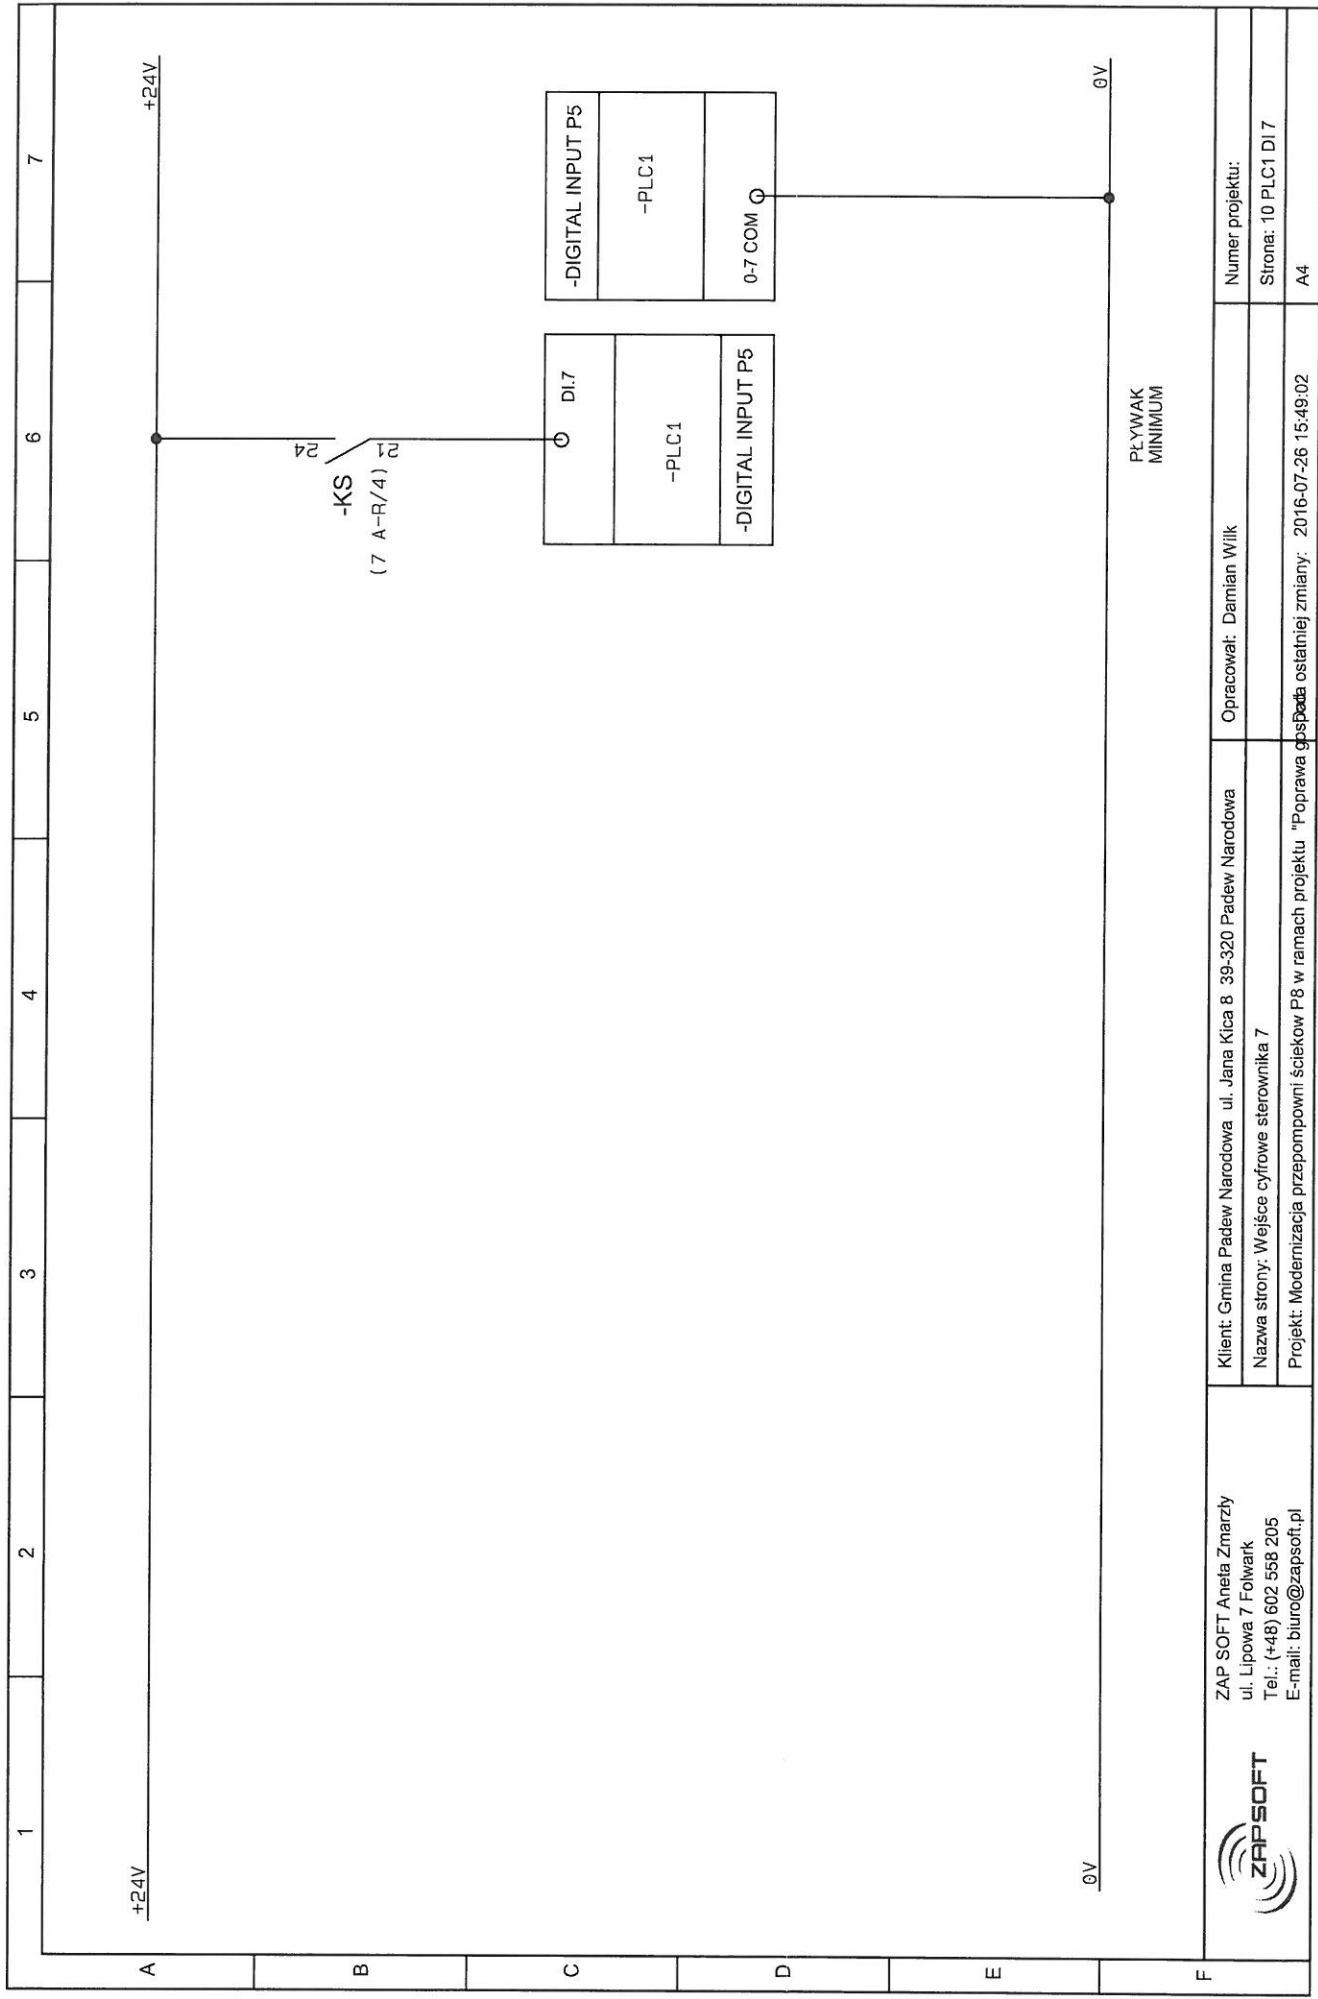 1 2 3 4 5 6 7
A
B
C
D
E
F
+24V
+24V
24
21
-KS
(7 A-R/4)
DI.7
-PLC1
-DIGITAL INPUT P5
-DIGITAL INPUT P5
-PLC1
0-7 COM
0V
0V
PŁYWAK
MINIMUM
ZAPSOFT
ZAP SOFT Aneta Zmarzły
ul. Lipowa 7 Folwark
Tel.: (+48) 602 558 205
E-mail: biuro@zapsoft.pl
Klient: Gmina Padew Narodowa ul. Jana Kica 8 39-320 Padew Narodowa
Opracował: Damian Wilk
Numer projektu:
Nazwa strony: Wejśce cyfrowe sterownika 7
Strona: 10 PLC1 DI 7
Projekt: Modernizacja przepompowni ściekow P8 w ramach projektu "Poprawa ostatniej zmiany: 2016-07-26 15:49:02
A4